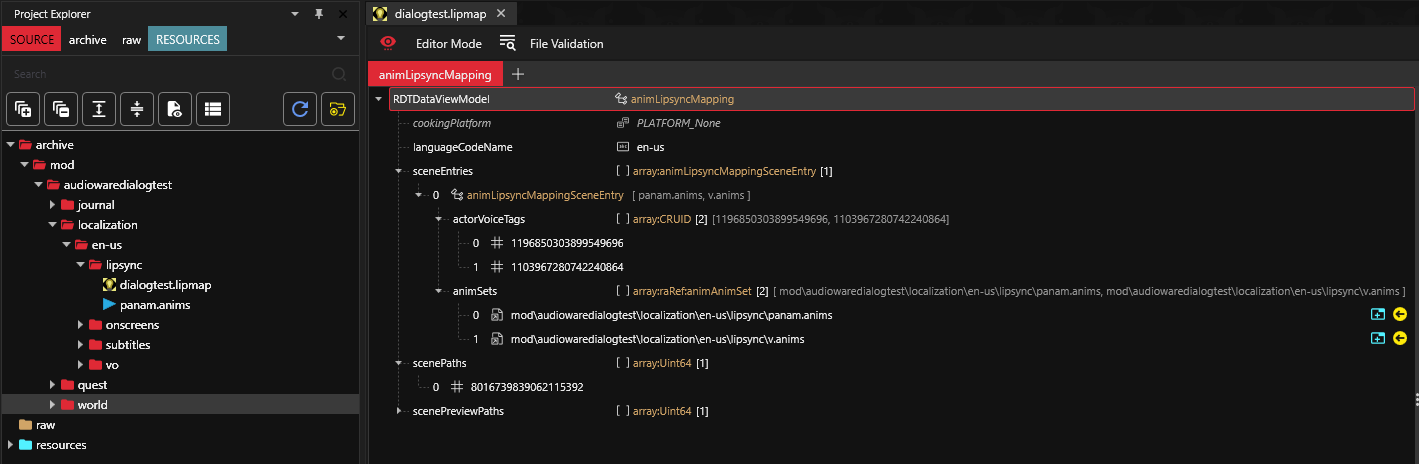 Project Explorer
SOURCE archive raw RESOURCES
Search
archive
mod
audiowaredialogtest
journal
localization
en-us
lipsync
dialogtest.lipmap
panam.anims
onscreens
subtitles
vo
quest
world
raw
resources
dialogtest.lipmap
Editor Mode File Validation
animLipsyncMapping
RDTDataViewModel animLipsyncMapping
cookingPlatform PLATFORM_None
languageCodeName en-us
sceneEntries [ ] array:animLipsyncMappingSceneEntry [1]
0 animLipsyncMappingSceneEntry [ panam.anims, v.anims ]
actorVoiceTags [ ] array:CRUID [2] [1196850303899549696, 1103967280742240864]
0 1196850303899549696
1 1103967280742240864
animSets [ ] array:raRef:animAnimSet [2] [ mod\audiowaredialogtest\localization\en-us\lipsync\panam.anims, mod\audiowaredialogtest\localization\en-us\lipsync\v.anims ]
0 mod\audiowaredialogtest\localization\en-us\lipsync\panam.anims
1 mod\audiowaredialogtest\localization\en-us\lipsync\v.anims
scenePaths [ ] array:Uint64 [1]
0 8016739839062115392
scenePreviewPaths [ ] array:Uint64 [1]